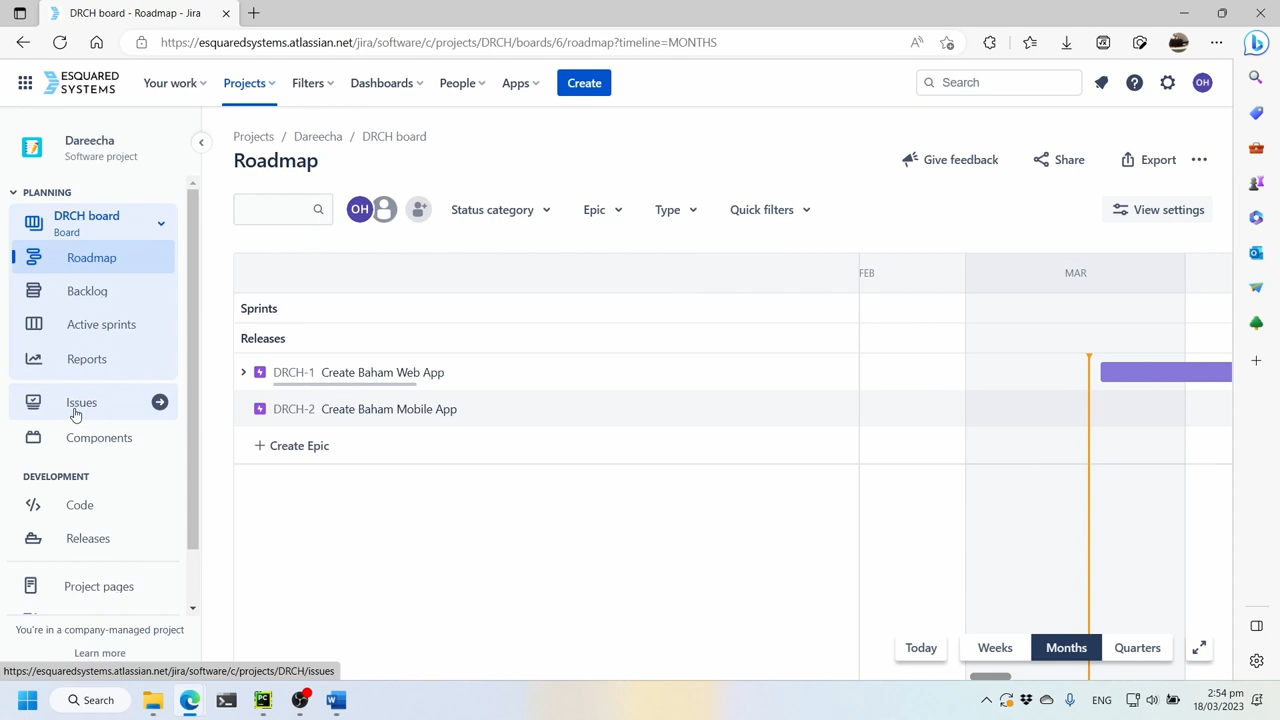 DRCH board - Roadmap - Jira
https://esquaredsystems.atlassian.net/jira/software/c/projects/DRCH/boards/6/roadmap?timeline=MONTHS
ESQUARED
SYSTEMS
Your work
Projects
Filters
Dashboards
People
Apps
Create
Search
OH
Dareecha
Software project
PLANNING
DRCH board
Board
Roadmap
Backlog
Active sprints
Reports
Issues
Components
DEVELOPMENT
Code
Releases
Project pages
You're in a company-managed project
Learn more
https://esquaredsystems.atlassian.net/jira/software/c/projects/DRCH/issues
Projects / Dareecha / DRCH board
Roadmap
Give feedback
Share
Export
OH
Status category
Epic
Type
Quick filters
View settings
FEB
MAR
Sprints
Releases
DRCH-1 Create Baham Web App
DRCH-2 Create Baham Mobile App
+ Create Epic
Today
Weeks
Months
Quarters
Search
ENG
2:54 pm
18/03/2023